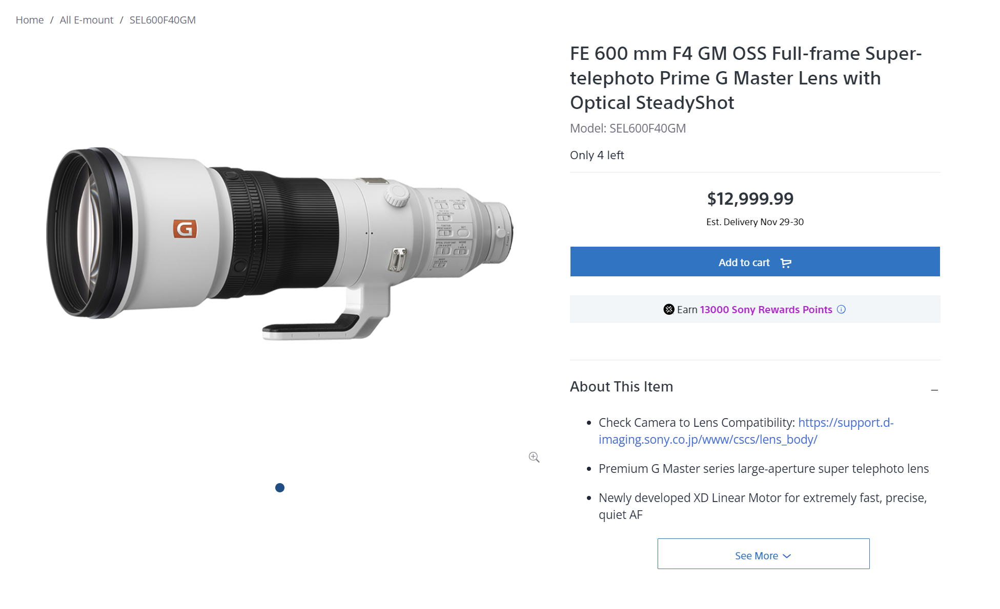 Home / All E-mount / SEL600F40GM
FE 600 mm F4 GM OSS Full-frame Super-
telephoto Prime G Master Lens with
Optical SteadyShot
Model: SEL600F40GM
Only 4 left
$12,999.99
Est. Delivery Nov 29-30
Add to cart
Earn 13000 Sony Rewards Points
About This Item
Check Camera to Lens Compatibility: https://support.d-
imaging.sony.co.jp/www/cscs/lens_body/
Premium G Master series large-aperture super telephoto lens
Newly developed XD Linear Motor for extremely fast, precise,
quiet AF
See More
G
FUNCTION
SET
MODE